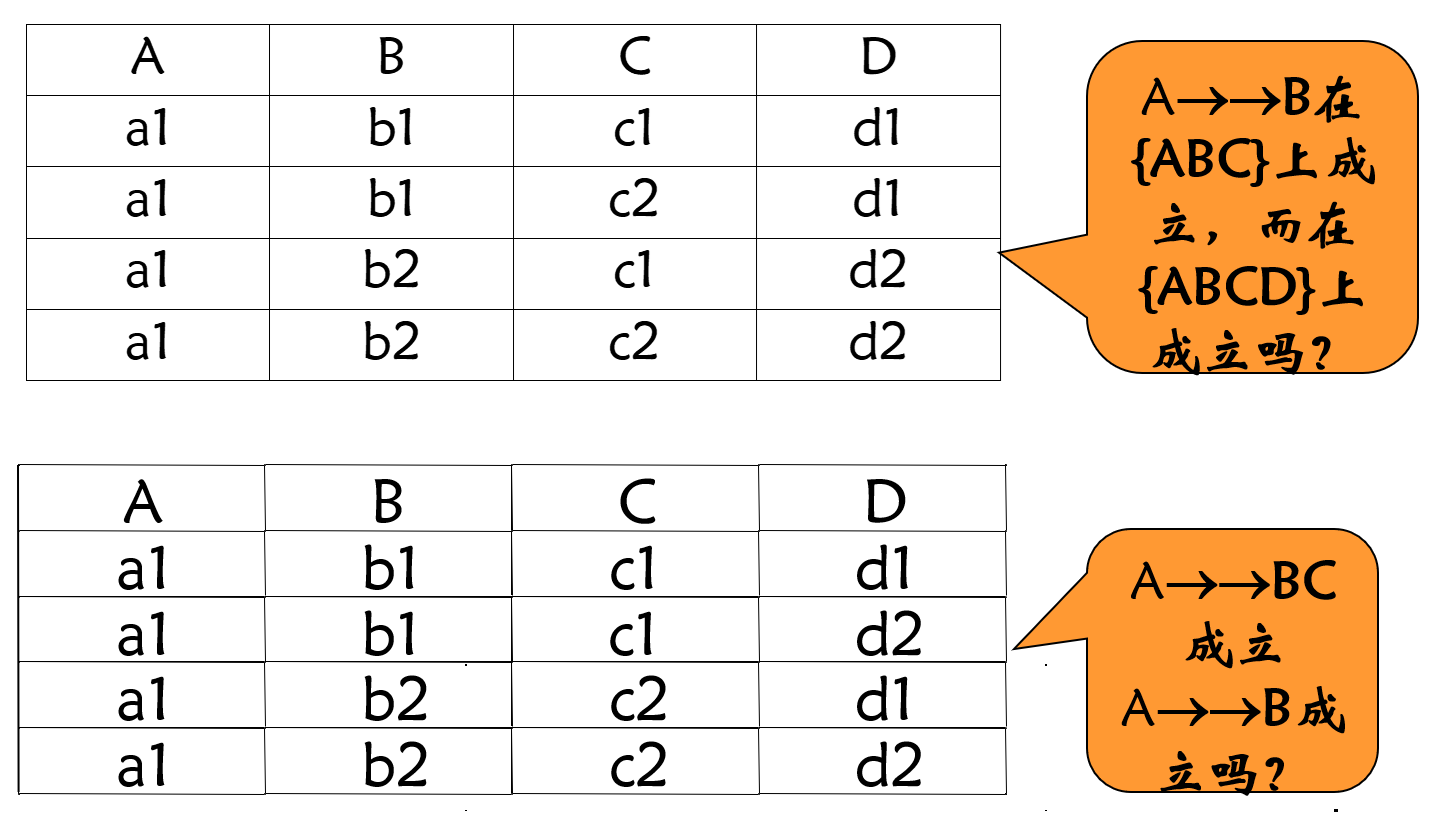 A B C D
a1 b1 c1 d1
a1 b1 c2 d1
a1 b2 c1 d2
a1 b2 c2 d2
A→→B在
{ABC}上成
立，而在
{ABCD}上
成立吗？
A B C D
a1 b1 c1 d1
a1 b1 c1 d2
a1 b2 c2 d1
a1 b2 c2 d2
A→→BC
成立
A→→B成
立吗？